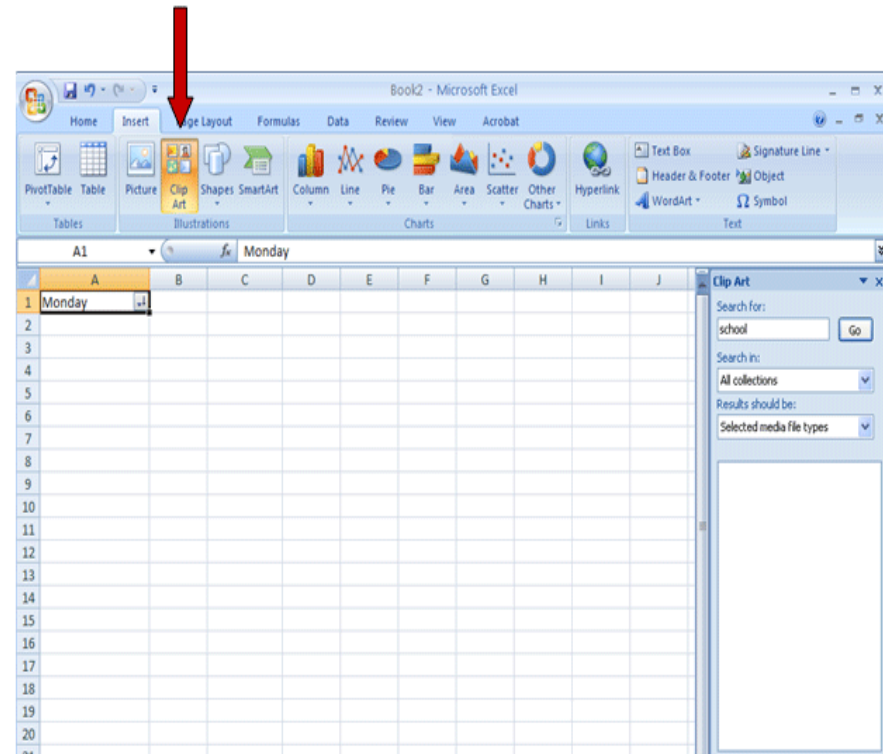 Book2 - Microsoft Excel
Home Insert Page Layout Formulas Data Review View Acrobat
PivotTable Table Picture Clip Art Shapes SmartArt Column Line Pie Bar Area Scatter Other Charts Hyperlink Text Box Signature Line
Header & Footer Object
WordArt Symbol
Tables Illustrations Charts Links Text
A1 fx Monday
A B C D E F G H I J
1 Monday
2
3
4
5
6
7
8
9
10
11
12
13
14
15
16
17
18
19
20
Clip Art
Search for:
school Go
Search in:
All collections
Results should be:
Selected media file types